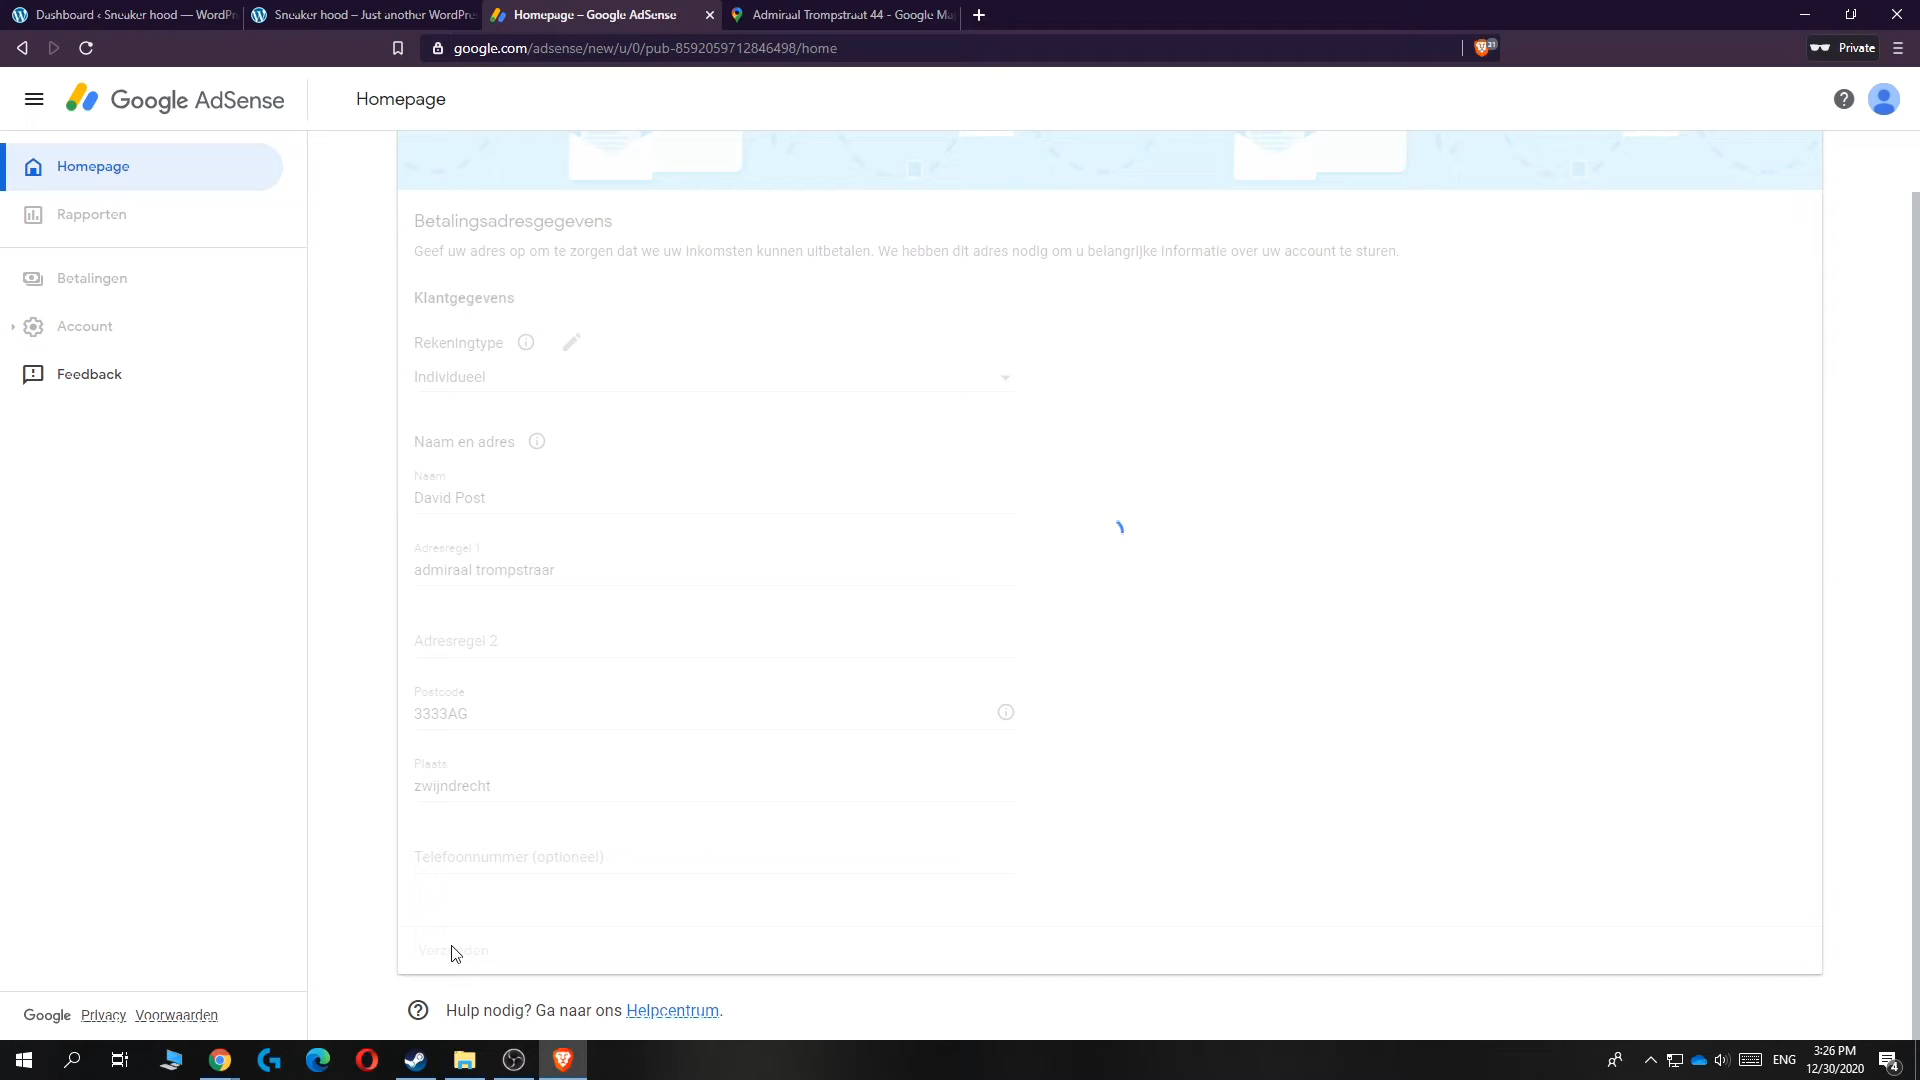 Dashboard ‹ Sneaker hood — WordPr
Sneaker hood – Just another WordPre
Homepage – Google AdSense
Admiraal Trompstraat 44 - Google Ma
google.com/adsense/new/u/0/pub-8592059712846498/home
21
Private
Google AdSense
Homepage
Homepage
Rapporten
Betalingen
Account
Feedback
Betalingsadresgegevens
Geef uw adres op om te zorgen dat we uw inkomsten kunnen uitbetalen. We hebben dit adres nodig om u belangrijke informatie over uw account te sturen.
Klantgegevens
Rekeningtype
Individueel
Naam en adres
Naam
David Post
Adresregel 1
admiraal trompstraar
Adresregel 2
Postcode
3333AG
Plaats
zwijndrecht
Telefoonnummer (optioneel)
Verzenden
Hulp nodig? Ga naar ons Helpcentrum.
Google Privacy Voorwaarden
ENG
3:26 PM
12/30/2020
4